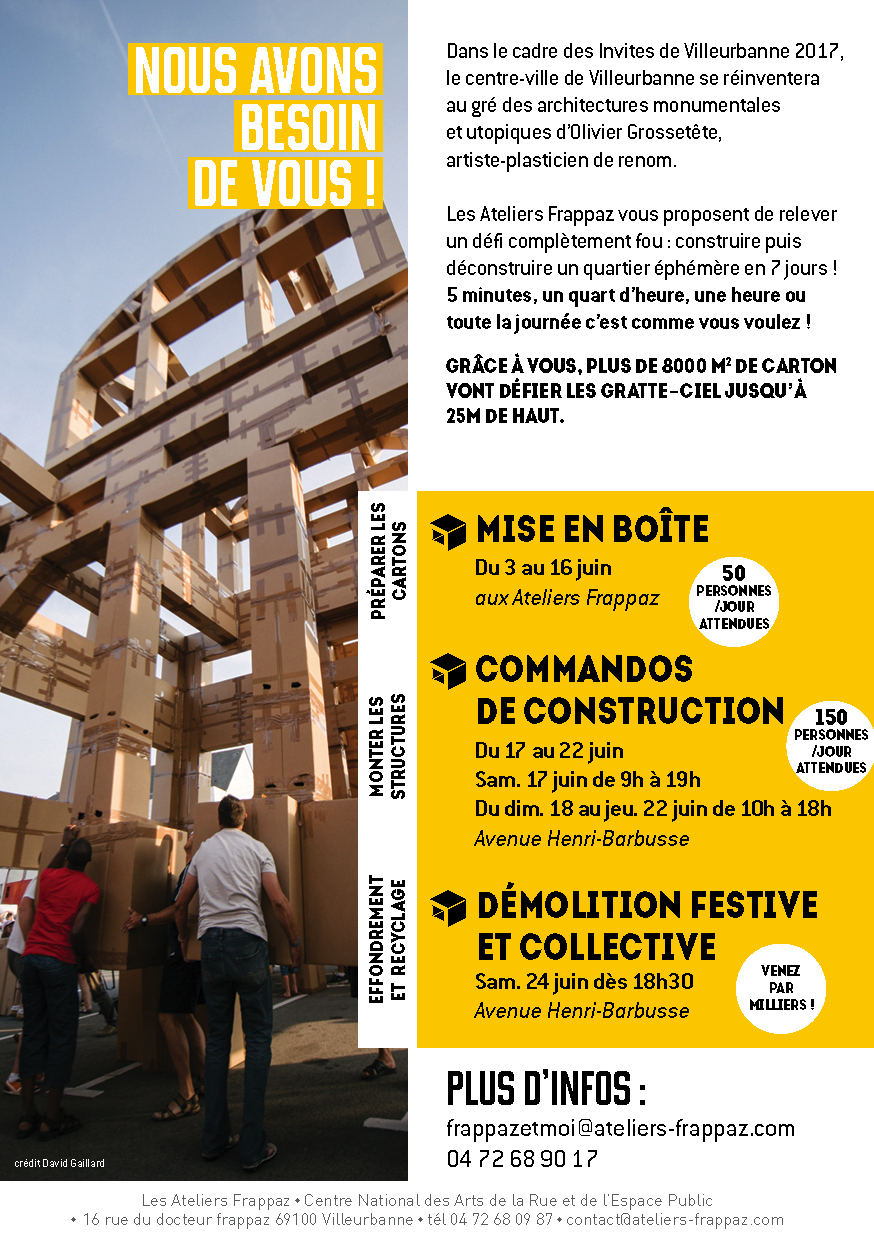 NOUS AVONS
BESOIN
DE VOUS !
Dans le cadre des Invites de Villeurbanne 2017,
le centre-ville de Villeurbanne se réinventera
au gré des architectures monumentales
et utopiques d'Olivier Grossetête,
artiste-plasticien de renom.
Les Ateliers Frappaz vous proposent de relever
un défi complètement fou : construire puis
déconstruire un quartier éphémère en 7 jours !
5 minutes, un quart d'heure, une heure ou
toute la journée c'est comme vous voulez !
GRÂCE À VOUS, PLUS DE 8000 M² DE CARTON
VONT DÉFIER LES GRATTE-CIEL JUSQU'À
25M DE HAUT.
PRÉPARER LES
CARTONS
MISE EN BOÎTE
Du 3 au 16 juin
aux Ateliers Frappaz
50
PERSONNES
/JOUR
ATTENDUES
MONTER LES
STRUCTURES
COMMANDOS
DE CONSTRUCTION
Du 17 au 22 juin
Sam. 17 juin de 9h à 19h
Du dim. 18 au jeu. 22 juin de 10h à 18h
Avenue Henri-Barbusse
150
PERSONNES
/JOUR
ATTENDUES
EFFONDREMENT
ET RECYCLAGE
DÉMOLITION FESTIVE
ET COLLECTIVE
Sam. 24 juin dès 18h30
Avenue Henri-Barbusse
VENEZ
PAR
MILLIERS !
PLUS D'INFOS :
frappazetmoi@ateliers-frappaz.com
04 72 68 90 17
crédit David Gaillard
Les Ateliers Frappaz • Centre National des Arts de la Rue et de l'Espace Public
• 16 rue du docteur frappaz 69100 Villeurbanne • tél 04 72 68 09 87 • contact@ateliers-frappaz.com